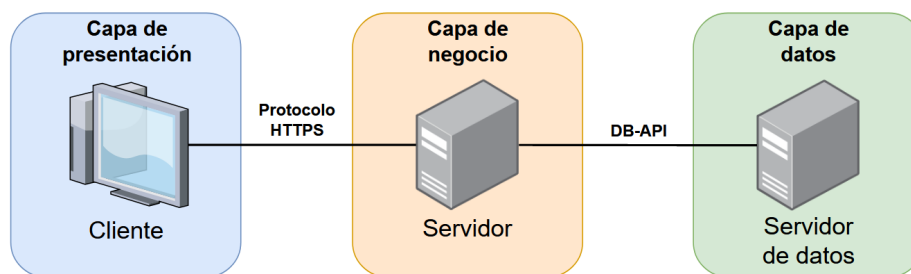 Capa de
presentación
Cliente
Protocolo
HTTPS
Capa de
negocio
Servidor
DB-API
Capa de
datos
Servidor
de datos